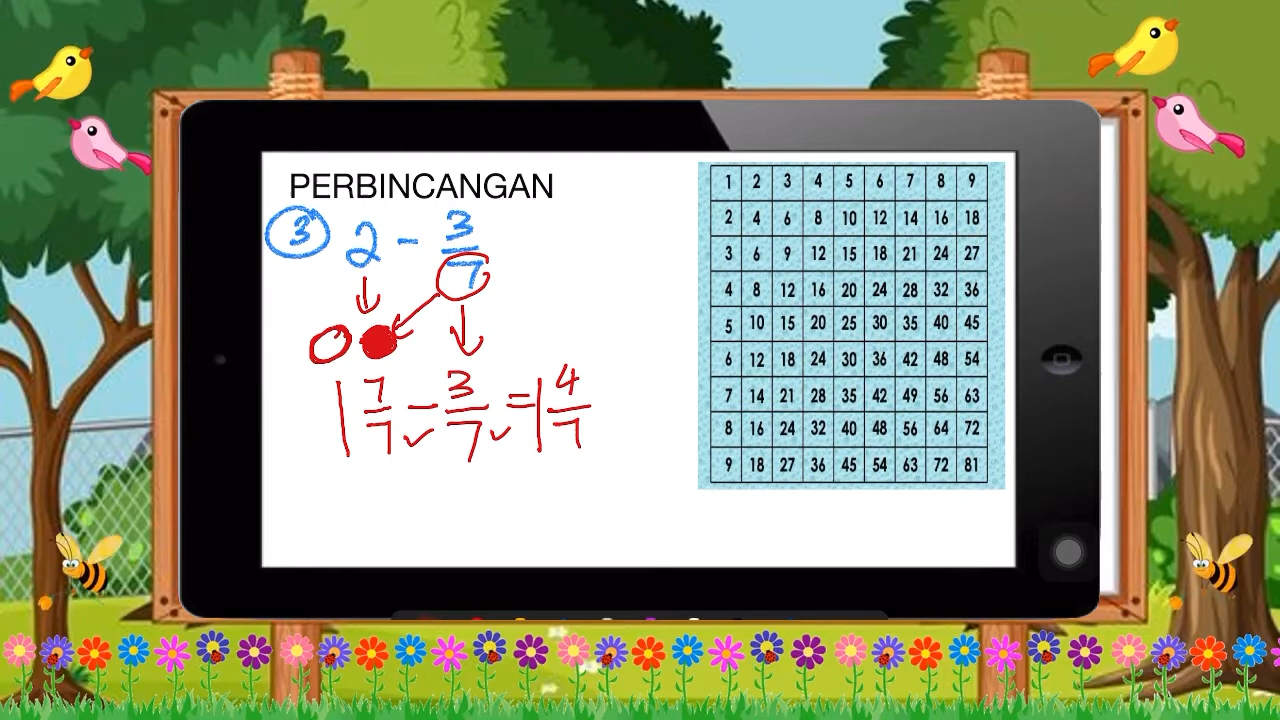 PERBINCANGAN
3 2 - 3/7
1 7/7 - 3/7 = 1 4/7
1 2 3 4 5 6 7 8 9
2 4 6 8 10 12 14 16 18
3 6 9 12 15 18 21 24 27
4 8 12 16 20 24 28 32 36
5 10 15 20 25 30 35 40 45
6 12 18 24 30 36 42 48 54
7 14 21 28 35 42 49 56 63
8 16 24 32 40 48 56 64 72
9 18 27 36 45 54 63 72 81